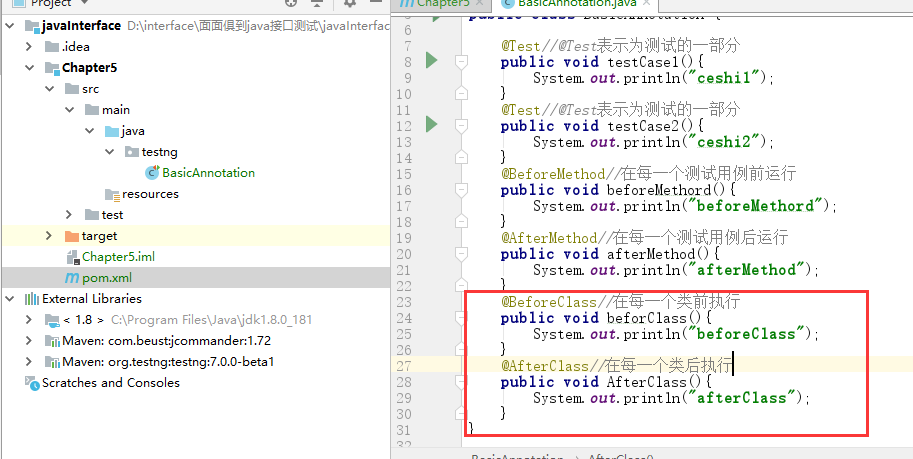 Project
javaInterface D:\interface\面面俱到java接口测试\javaInterf
.idea
Chapter5
src
main
java
testng
BasicAnnotation
resources
test
target
Chapter5.iml
pom.xml
External Libraries
< 1.8 > C:\Program Files\Java\jdk1.8.0_181
Maven: com.beust:jcommander:1.72
Maven: org.testng:testng:7.0.0-beta1
Scratches and Consoles
Chapter5 BasicAnnotation.java
public class BasicAnnotation {
6
7 @Test//@Test表示为测试的一部分
8 public void testCase1(){
9 System.out.println("ceshi1");
10 }
11 @Test//@Test表示为测试的一部分
12 public void testCase2(){
13 System.out.println("ceshi2");
14 }
15 @BeforeMethod//在每一个测试用例前运行
16 public void beforeMethord(){
17 System.out.println("beforeMethord");
18 }
19 @AfterMethod//在每一个测试用例后运行
20 public void afterMethod(){
21 System.out.println("afterMethod");
22 }
23 @BeforeClass//在每一个类前执行
24 public void beforClass(){
25 System.out.println("beforeClass");
26 }
27 @AfterClass//在每一个类后执行
28 public void AfterClass(){
29 System.out.println("afterClass");
30 }
31 }
32
BasicAnnotation AfterClass()